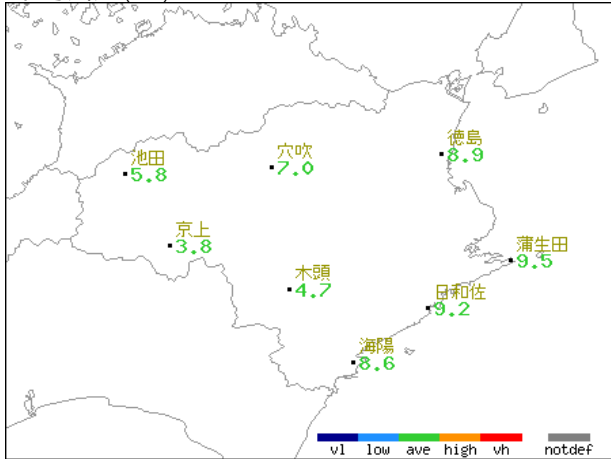 徳島
8.9
穴吹
7.0
池田
5.8
京上
3.8
蒲生田
9.5
木頭
4.7
日和佐
9.2
海陽
8.6
vl low ave high vh notdef